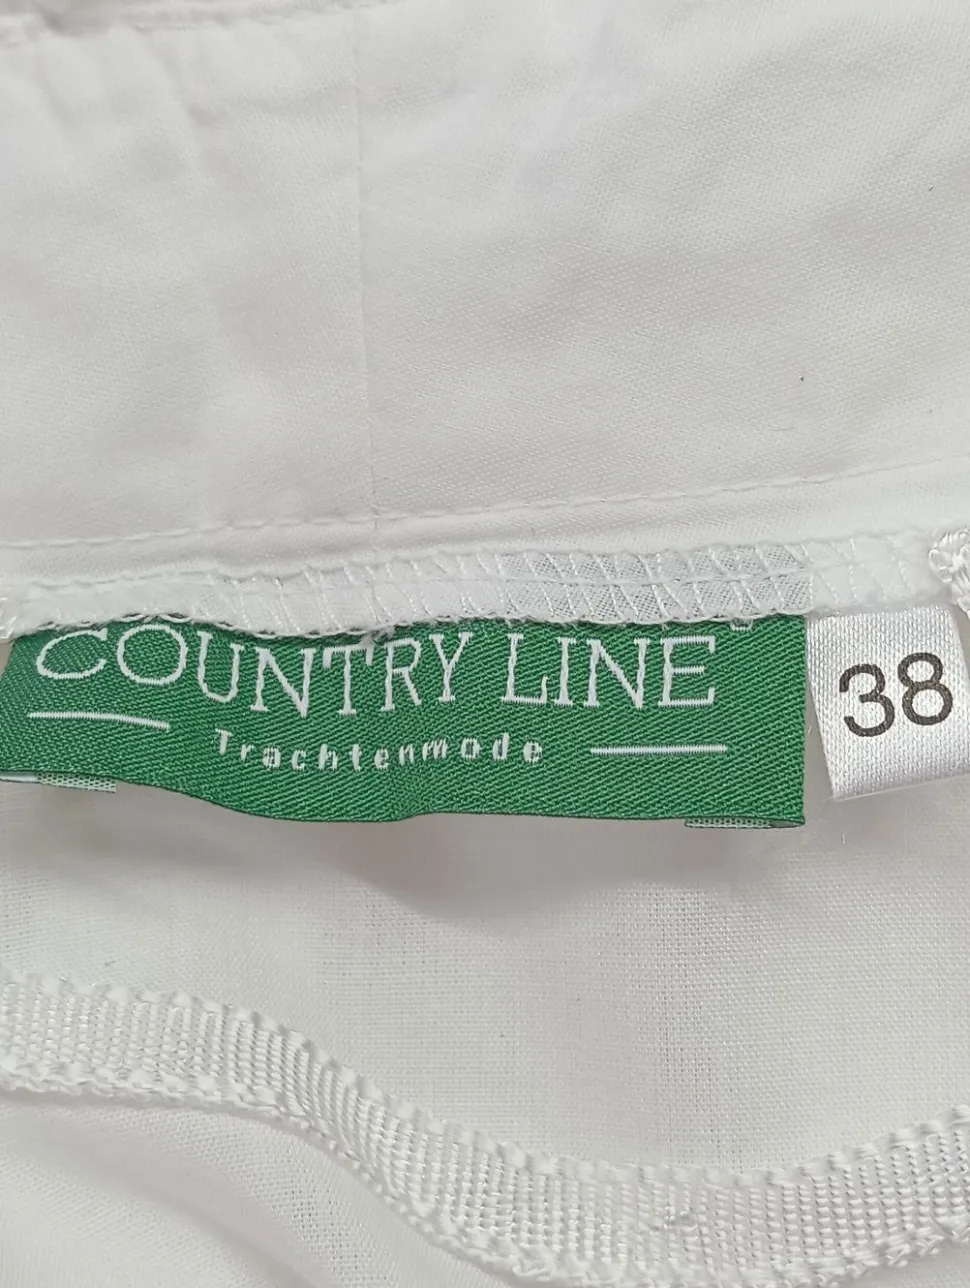 COUNTRY LINE
Trachtenmode
38